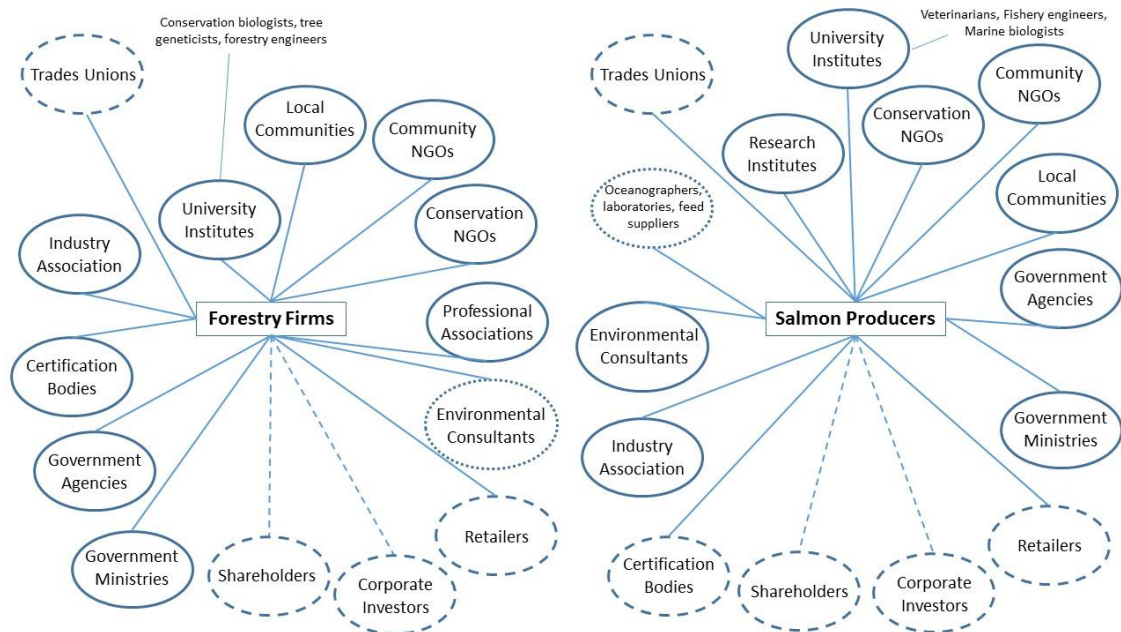 Conservation biologists, tree
geneticists, forestry engineers
Trades Unions
Local
Communities
Community
NGOs
University
Institutes
Conservation
NGOs
Industry
Association
Forestry Firms
Professional
Associations
Certification
Bodies
Environmental
Consultants
Government
Agencies
Retailers
Government
Ministries
Shareholders
Corporate
Investors
Veterinarians, Fishery engineers,
Marine biologists
University
Institutes
Trades Unions
Community
NGOs
Conservation
NGOs
Research
Institutes
Oceanographers,
laboratories, feed
suppliers
Local
Communities
Government
Agencies
Salmon Producers
Environmental
Consultants
Government
Ministries
Industry
Association
Retailers
Certification
Bodies
Shareholders
Corporate
Investors